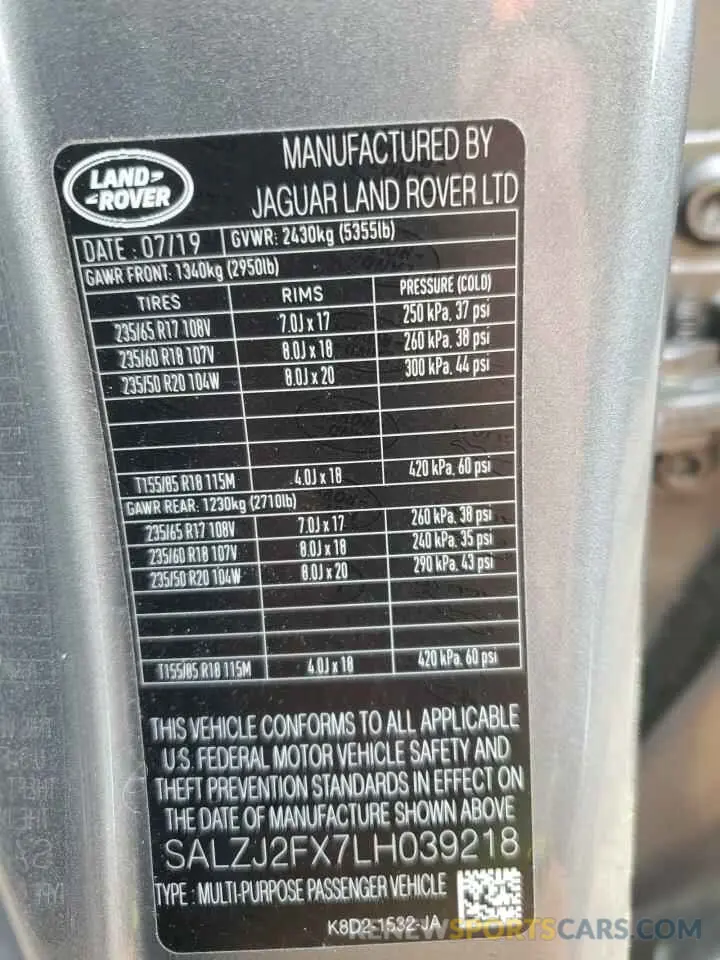 LAND-
-ROVER
MANUFACTURED BY
JAGUAR LAND ROVER LTD
DATE : 07/19 GVWR: 2430kg (5355lb)
GAWR FRONT: 1340kg (2950lb)
TIRES RIMS PRESSURE (COLD)
235/65 R17 108V 7.0J x 17 250 kPa, 37 psi
235/60 R18 107V 8.0J x 18 260 kPa, 38 psi
235/50 R20 104W 8.0J x 20 300 kPa, 44 psi
T155/85 R18 115M 4.0J x 18 420 kPa, 60 psi
GAWR REAR: 1230kg (2710lb)
235/65 R17 108V 7.0J x 17 260 kPa, 38 psi
235/60 R18 107V 8.0J x 18 240 kPa, 35 psi
235/50 R20 104W 8.0J x 20 290 kPa, 43 psi
T155/85 R18 115M 4.0J x 18 420 kPa, 60 psi
THIS VEHICLE CONFORMS TO ALL APPLICABLE
U.S. FEDERAL MOTOR VEHICLE SAFETY AND
THEFT PREVENTION STANDARDS IN EFFECT ON
THE DATE OF MANUFACTURE SHOWN ABOVE
SALZJ2FX7LH039218
TYPE : MULTI-PURPOSE PASSENGER VEHICLE
K8D2-1532-JA
RENEWSPORTSCARS.COM